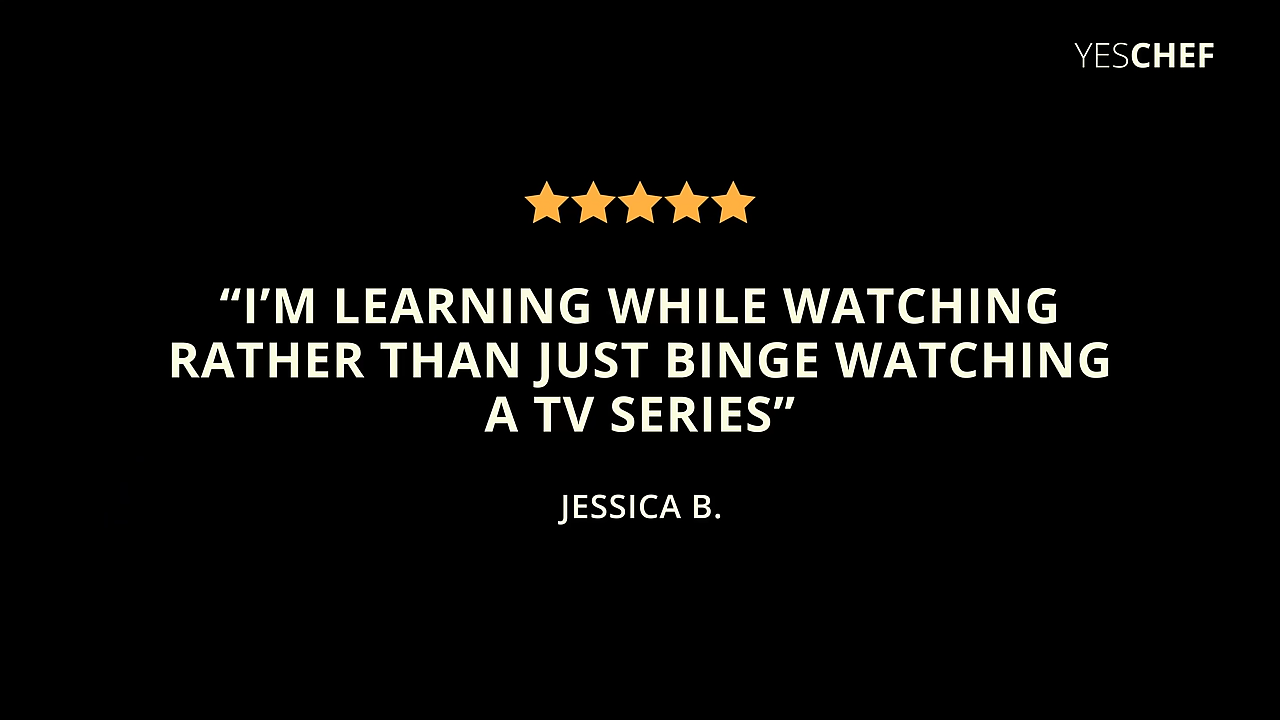 YESCHEF
“I’M LEARNING WHILE WATCHING
RATHER THAN JUST BINGE WATCHING
A TV SERIES”
JESSICA B.